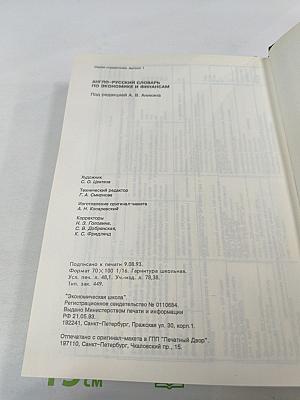 АНГЛО-РУССКИЙ СЛОВАРЬ
ПО ЭКОНОМИКЕ И ФИНАНСАМ
Под редакцией А. В. Аникина
Художник
С. О. Цветков
Технический редактор
Г. А. Смирнова
Изготовление оригинал-макета
А. Н.
Корректоры
Н. З. Головина,
С. В. Добрянская,
К. С. Фридлянд
Подписано к печати 9.08.93.
Формат 70×100 1/16. Гарнитура школьная.
Усл. печ. л. 48,1. Уч.-изд. л. 78,38.
Тип. зак. 449.
"Экономическая школа".
Регистрационное свидетельство № 0110684.
Выдано Министерством печати и информации
РФ 21.05.93.
192241, Санкт-Петербург, Пражская ул. 30, корп.1.
Отпечатано с оригинал-макета в ГПП "Печатный Двор".
197110, Санкт-Петербург, Чкаловский пр., 15.
см